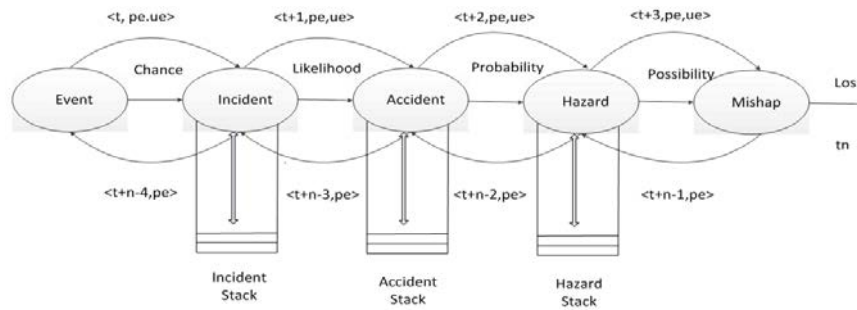 <t, pe.ue>
<t+1,pe,ue>
<t+2,pe,ue>
<t+3,pe,ue>
Chance
Likelihood
Probability
Possibility
Los
Event
Incident
Accident
Hazard
Mishap
tn
<t+n-4,pe>
<t+n-3,pe>
<t+n-2,pe>
<t+n-1,pe>
Incident
Stack
Accident
Stack
Hazard
Stack